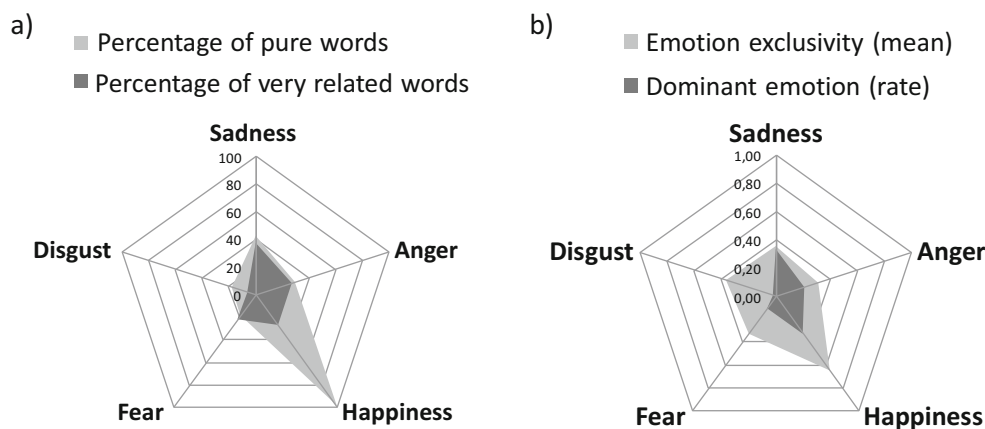 a)
Percentage of pure words
Percentage of very related words
Sadness
100
80
60
40
20
0
Disgust
Anger
Fear
Happiness
b)
Emotion exclusivity (mean)
Dominant emotion (rate)
Sadness
1,00
0,80
0,60
0,40
0,20
0,00
Disgust
Anger
Fear
Happiness